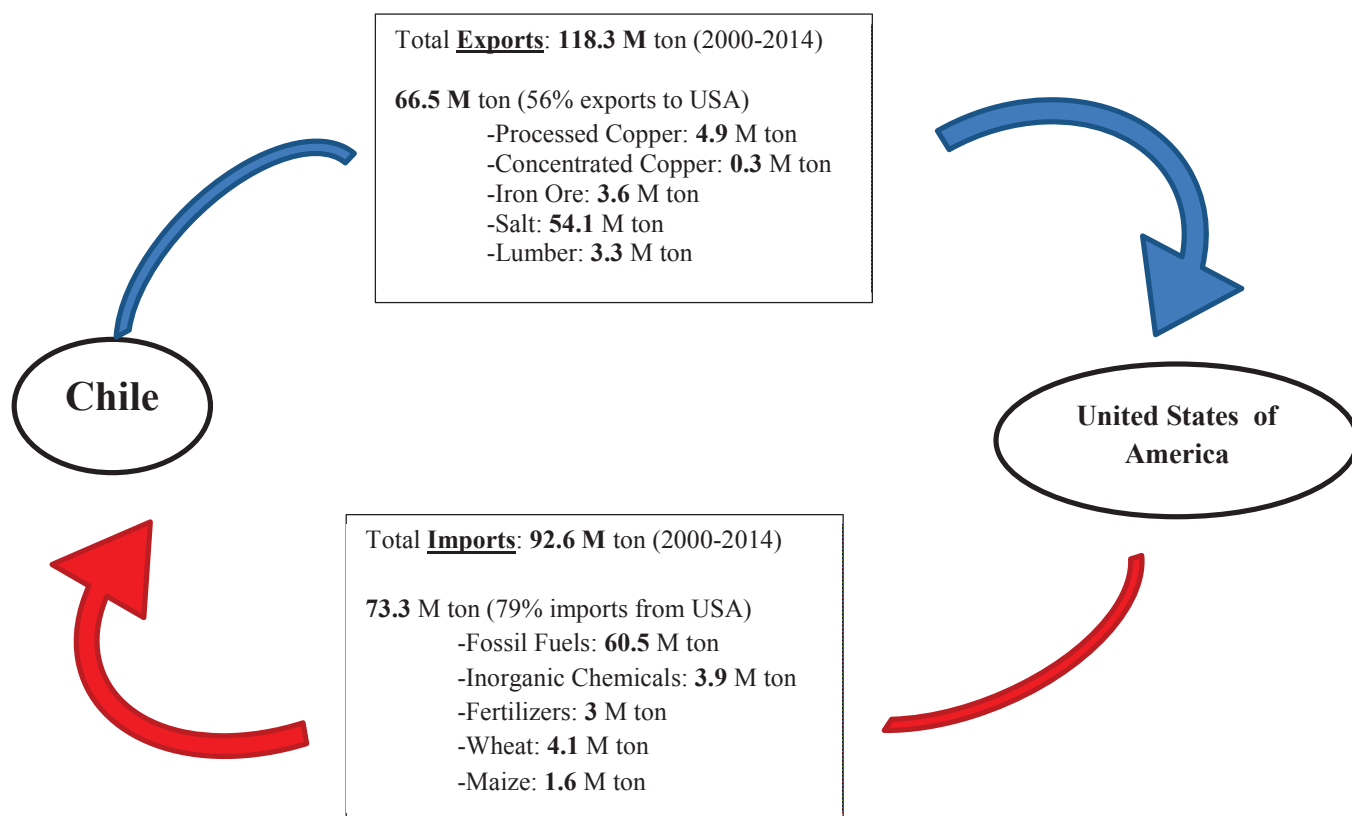 Total Exports: 118.3 M ton (2000-2014)
66.5 M ton (56% exports to USA)
-Processed Copper: 4.9 M ton
-Concentrated Copper: 0.3 M ton
-Iron Ore: 3.6 M ton
-Salt: 54.1 M ton
-Lumber: 3.3 M ton
Chile
United States of
America
Total Imports: 92.6 M ton (2000-2014)
73.3 M ton (79% imports from USA)
-Fossil Fuels: 60.5 M ton
-Inorganic Chemicals: 3.9 M ton
-Fertilizers: 3 M ton
-Wheat: 4.1 M ton
-Maize: 1.6 M ton